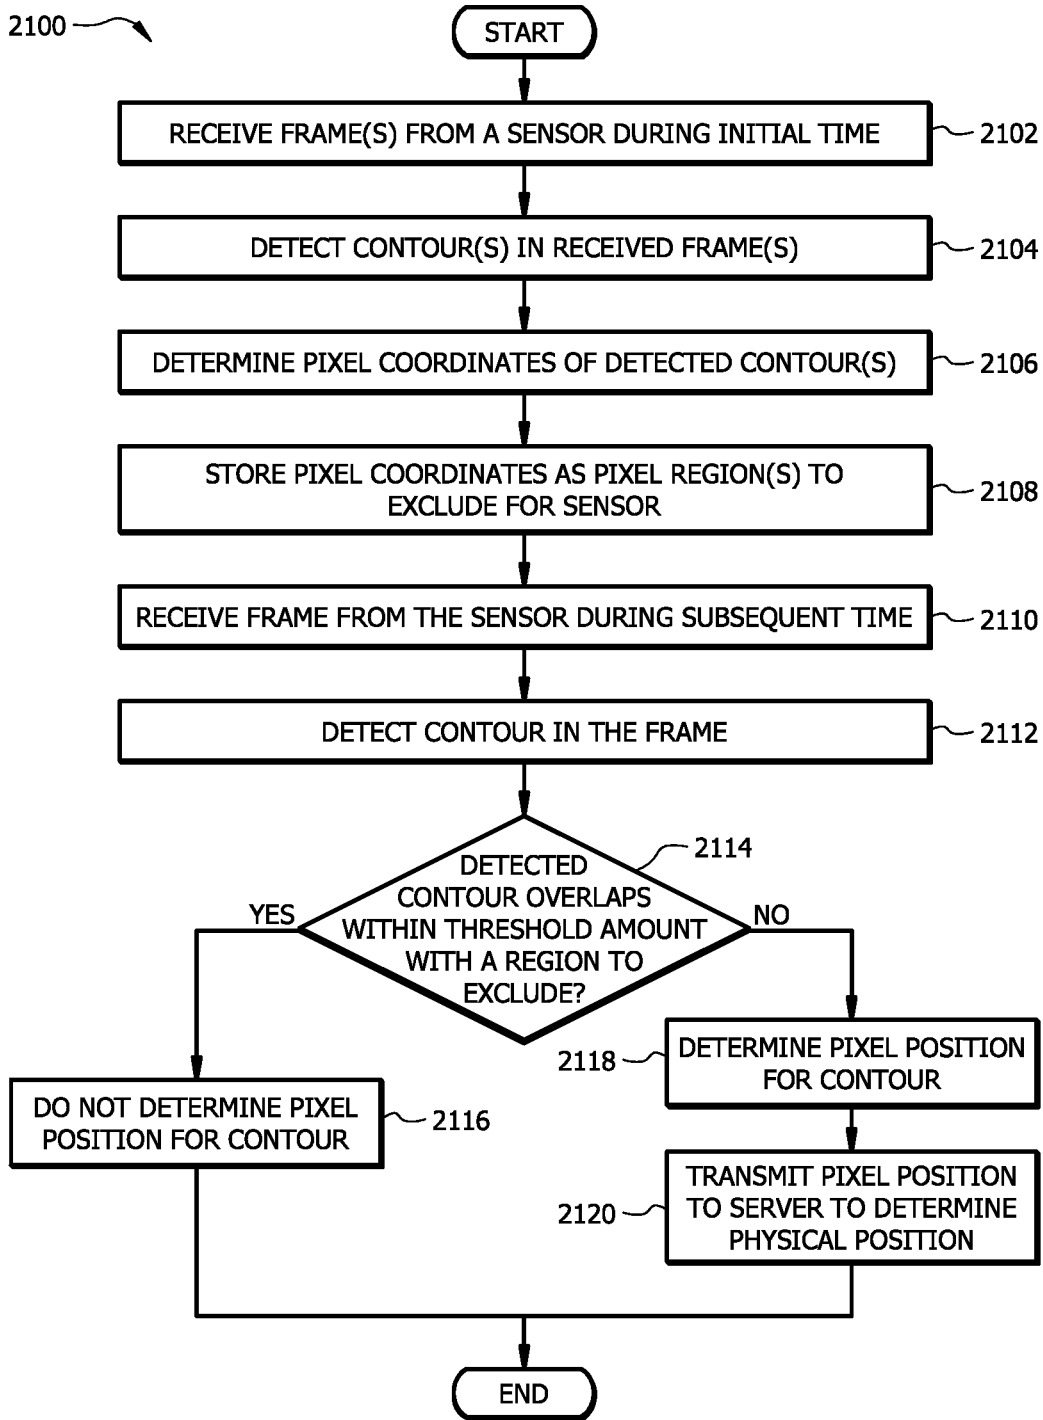 2100
START
RECEIVE FRAME(S) FROM A SENSOR DURING INITIAL TIME
2102
DETECT CONTOUR(S) IN RECEIVED FRAME(S)
2104
DETERMINE PIXEL COORDINATES OF DETECTED CONTOUR(S)
2106
STORE PIXEL COORDINATES AS PIXEL REGION(S) TO
EXCLUDE FOR SENSOR
2108
RECEIVE FRAME FROM THE SENSOR DURING SUBSEQUENT TIME
2110
DETECT CONTOUR IN THE FRAME
2112
DETECTED
CONTOUR OVERLAPS
WITHIN THRESHOLD AMOUNT
WITH A REGION TO
EXCLUDE?
2114
YES
NO
DO NOT DETERMINE PIXEL
POSITION FOR CONTOUR
2116
2118
DETERMINE PIXEL POSITION
FOR CONTOUR
2120
TRANSMIT PIXEL POSITION
TO SERVER TO DETERMINE
PHYSICAL POSITION
END